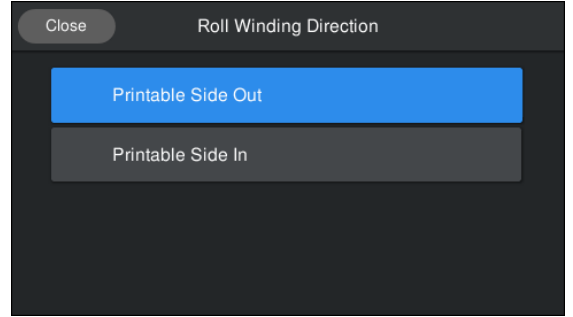 Close
Roll Winding Direction
Printable Side Out
Printable Side In